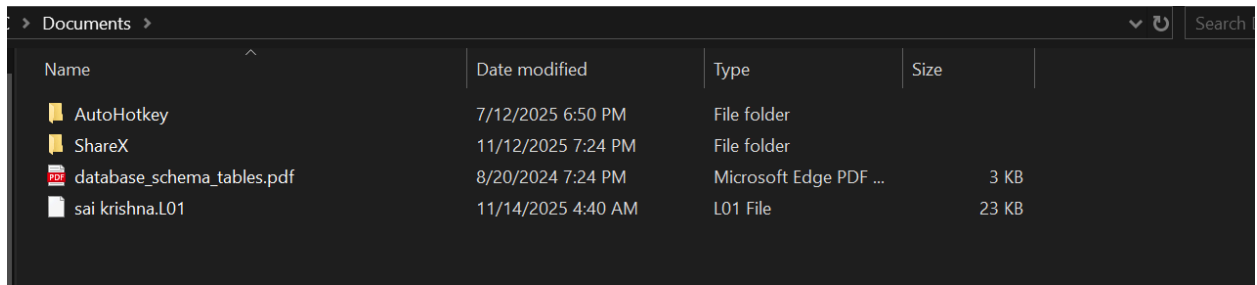 Documents
Search
Name Date modified Type Size
AutoHotkey 7/12/2025 6:50 PM File folder
ShareX 11/12/2025 7:24 PM File folder
PDF database_schema_tables.pdf 8/20/2024 7:24 PM Microsoft Edge PDF ... 3 KB
sai krishna.L01 11/14/2025 4:40 AM L01 File 23 KB